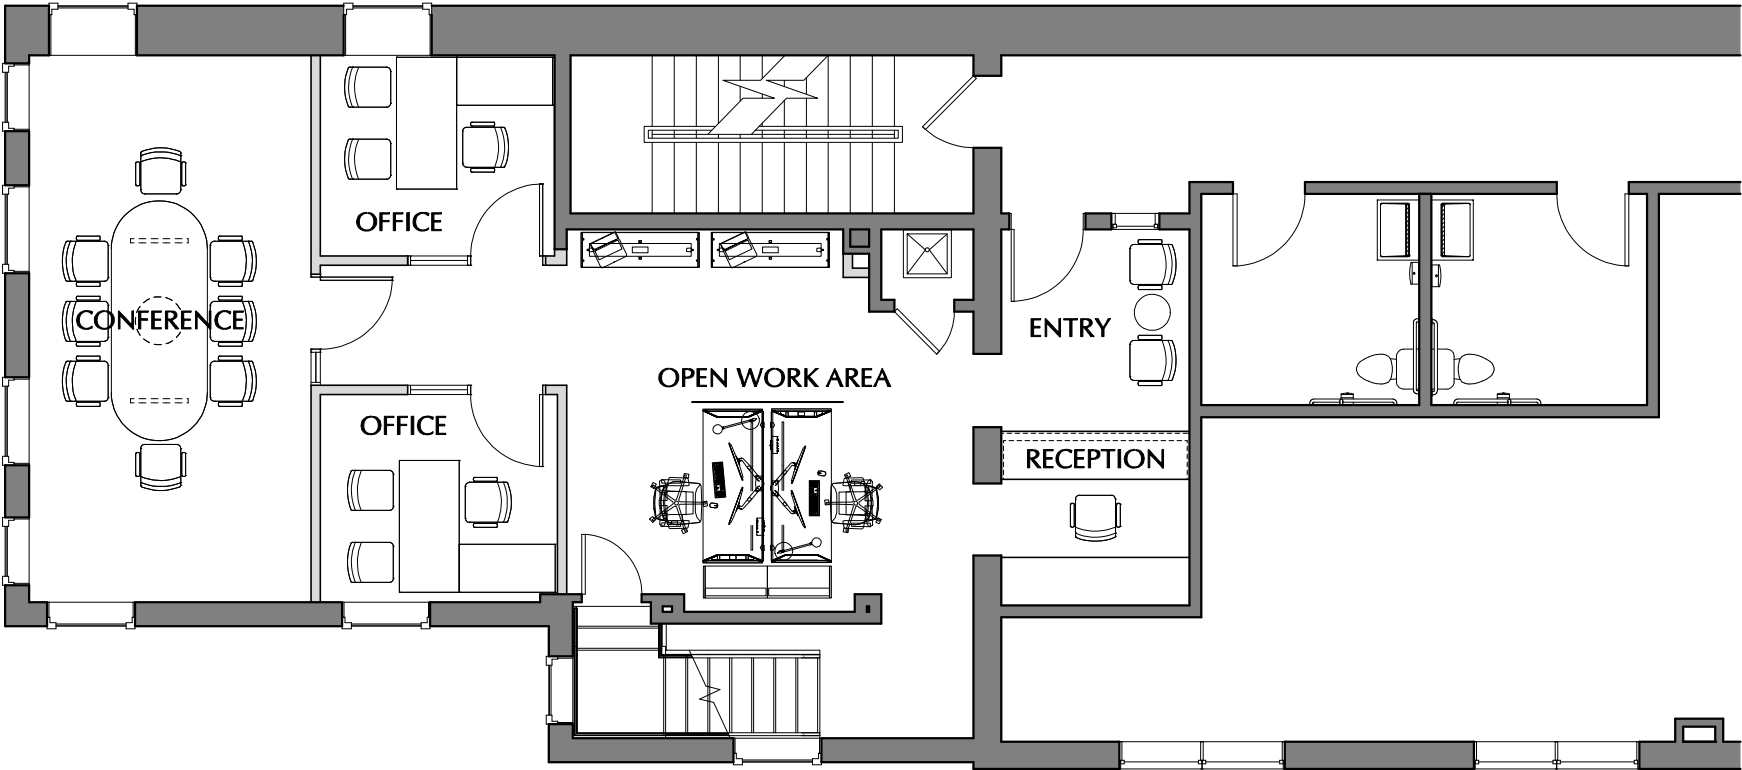 OFFICE
CONFERENCE
ENTRY
OPEN WORK AREA
OFFICE
RECEPTION